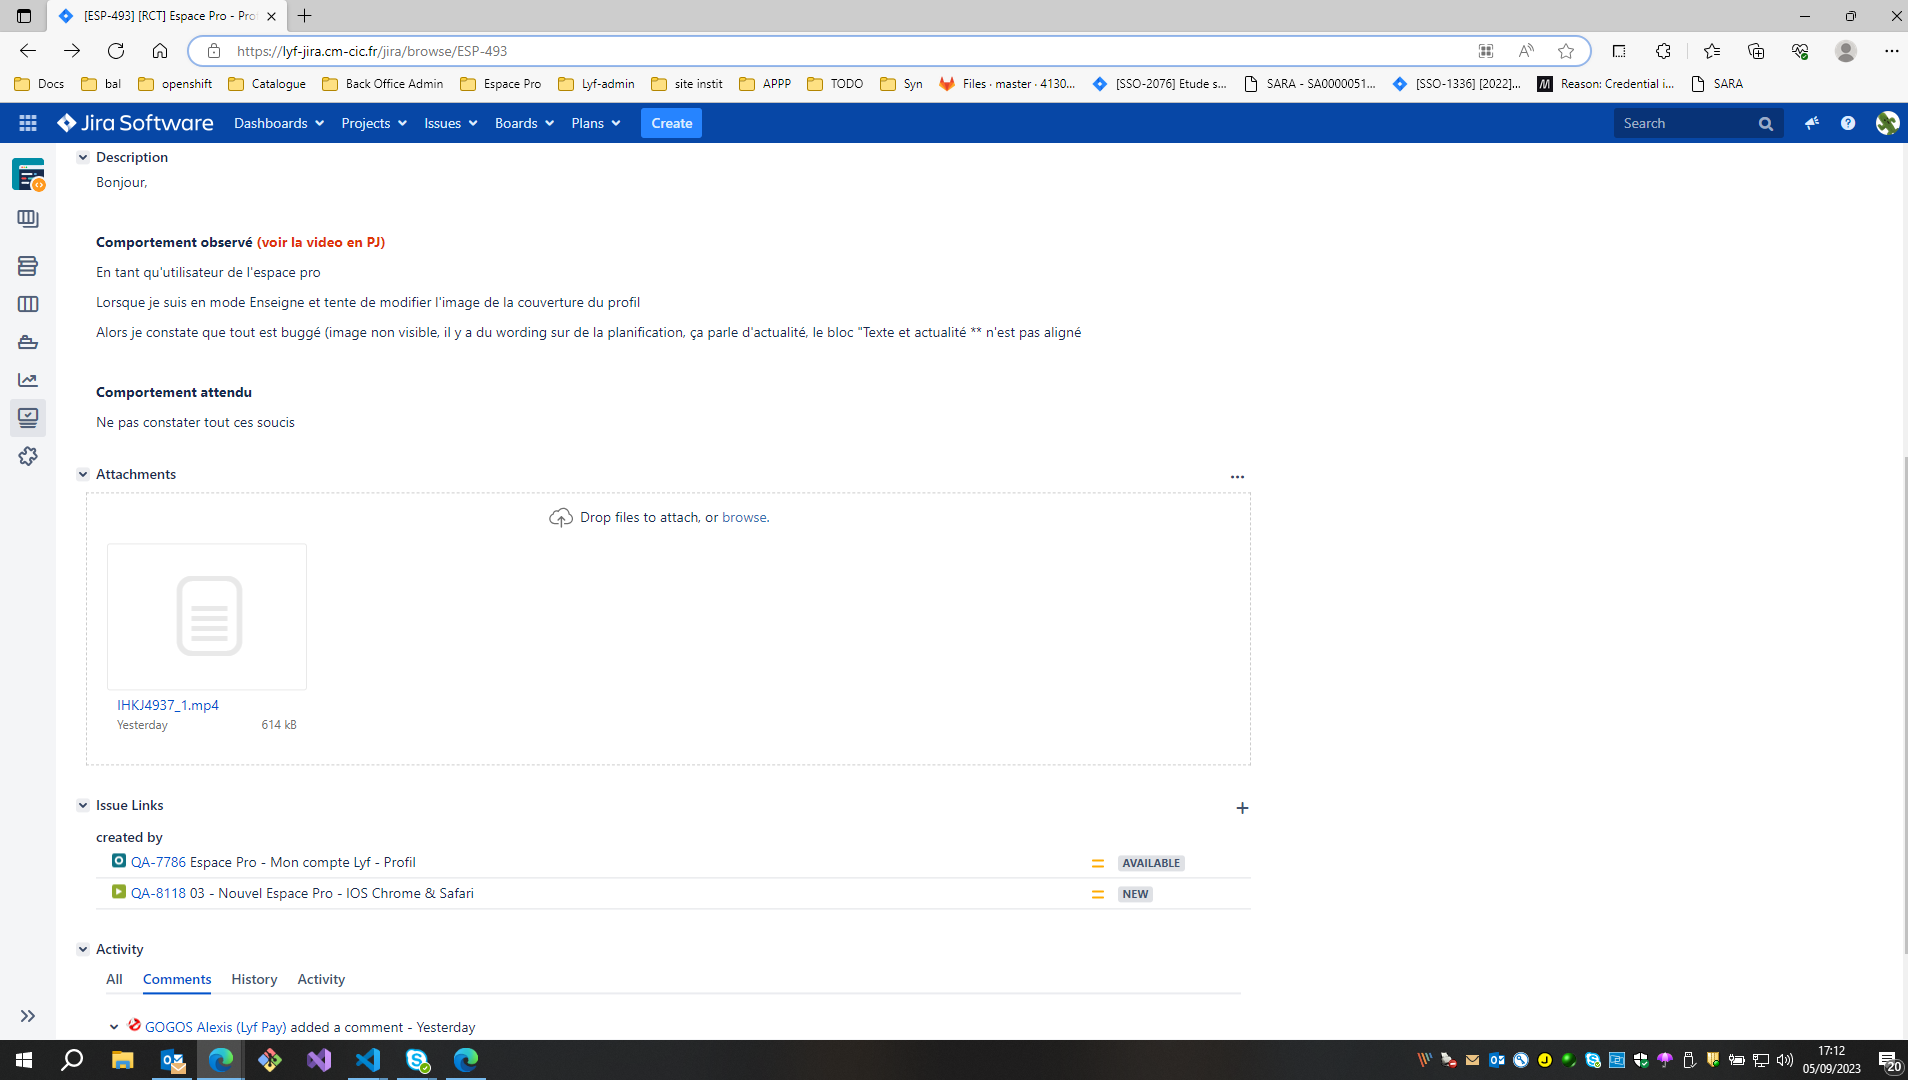 [ESP-493] [RCT] Espace Pro - Pro
https://lyf-jira.cm-cic.fr/jira/browse/ESP-493
Docs bal openshift Catalogue Back Office Admin Espace Pro Lyf-admin site instit APPP TODO Syn Files · master · 4130... [SSO-2076] Etude s... SARA - SA0000051... [SSO-1336] [2022]... Reason: Credential i... SARA
Jira Software Dashboards Projects Issues Boards Plans Create Search
Description
Bonjour,
Comportement observé (voir la video en PJ)
En tant qu'utilisateur de l'espace pro
Lorsque je suis en mode Enseigne et tente de modifier l'image de la couverture du profil
Alors je constate que tout est buggé (image non visible, il y a du wording sur de la planification, ça parle d'actualité, le bloc "Texte et actualité ** n'est pas aligné
Comportement attendu
Ne pas constater tout ces soucis
Attachments
Drop files to attach, or browse.
IHKJ4937_1.mp4
Yesterday 614 kB
Issue Links
created by
QA-7786 Espace Pro - Mon compte Lyf - Profil AVAILABLE
QA-8118 03 - Nouvel Espace Pro - IOS Chrome & Safari NEW
Activity
All Comments History Activity
GOGOS Alexis (Lyf Pay) added a comment - Yesterday
17:12
05/09/2023
20